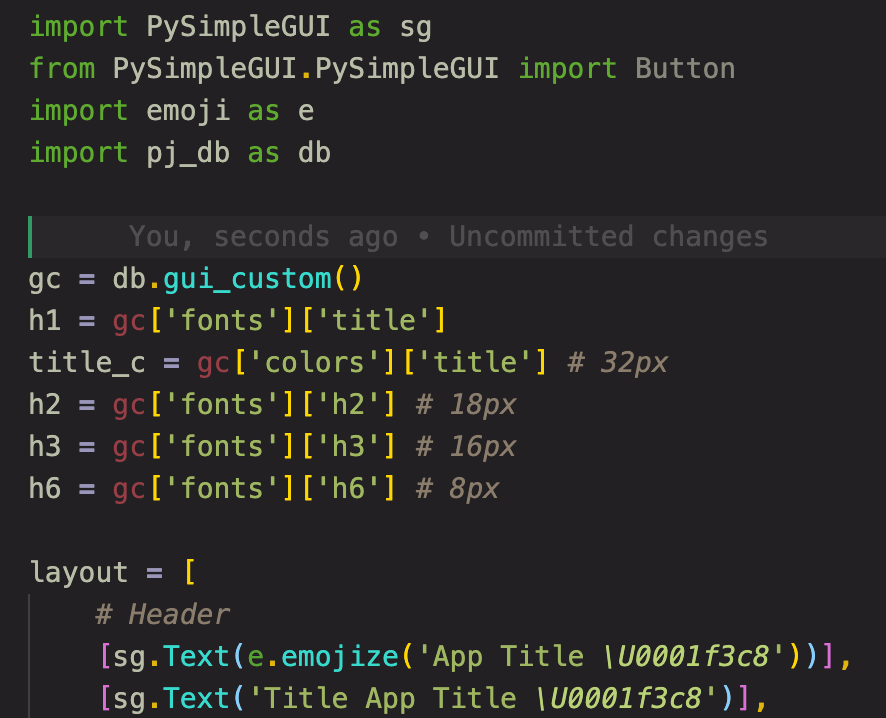 import PySimpleGUI as sg
from PySimpleGUI.PySimpleGUI import Button
import emoji as e
import pj_db as db
You, seconds ago • Uncommitted changes
gc = db.gui_custom()
h1 = gc['fonts']['title']
title_c = gc['colors']['title'] # 32px
h2 = gc['fonts']['h2'] # 18px
h3 = gc['fonts']['h3'] # 16px
h6 = gc['fonts']['h6'] # 8px
layout = [
# Header
[sg.Text(e.emojize('App Title \U0001f3c8'))],
[sg.Text('Title App Title \U0001f3c8')],